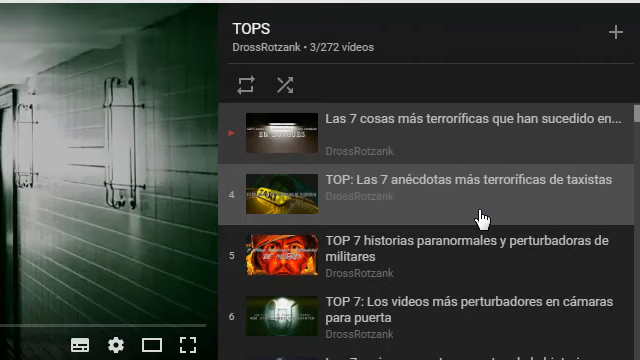 TOPS
DrossRotzank • 3/272 vídeos
Las 7 cosas más terroríficas que han sucedido en...
DrossRotzank
4
TOP: Las 7 anécdotas más terroríficas de taxistas
DrossRotzank
5
TOP 7 historias paranormales y perturbadoras de
militares
DrossRotzank
6
TOP 7: Los videos más perturbadores en cámaras
para puerta
DrossRotzank